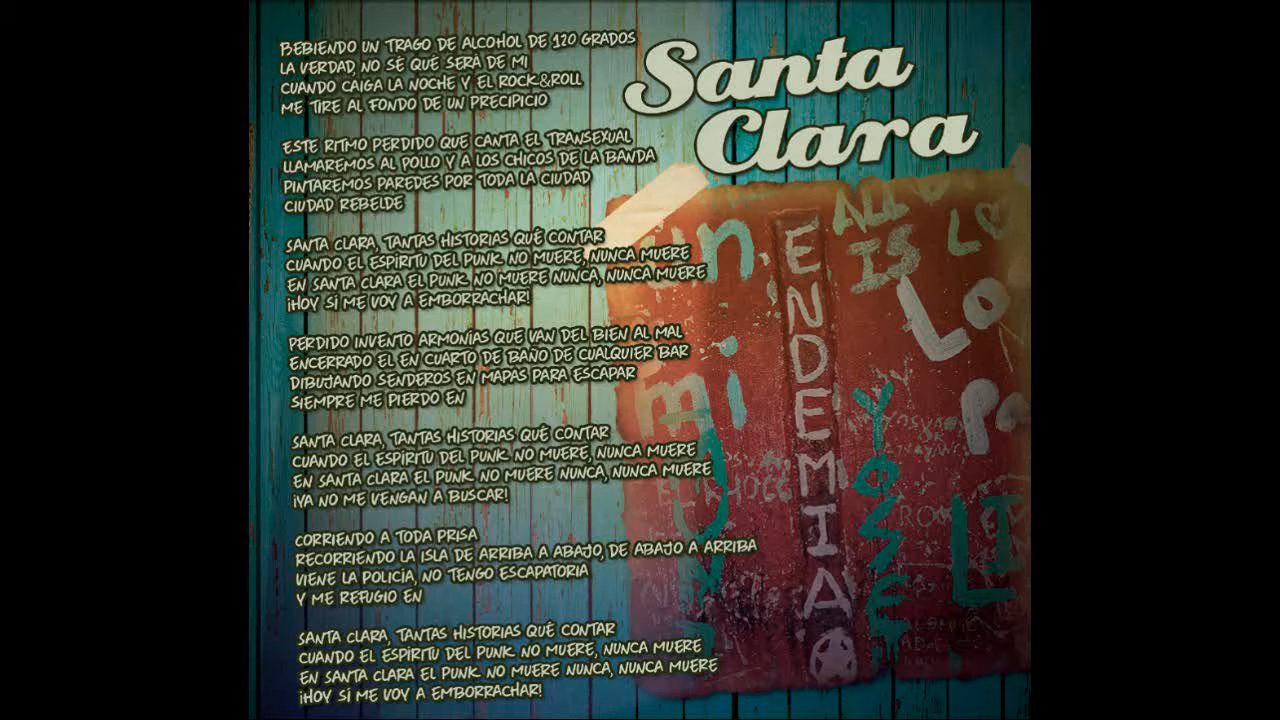 Santa
Clara
BEBIENDO UN TRAGO DE ALCOHOL DE 120 GRADOS
LA VERDAD, NO SÉ QUÉ SERÁ DE MI
CUANDO CAIGA LA NOCHE Y EL ROCK&ROLL
ME TIRE AL FONDO DE UN PRECIPICIO
ESTE RITMO PERDIDO QUE CANTA EL TRANSEXUAL
LLAMAREMOS AL POLLO Y A LOS CHICOS DE LA BANDA
PINTAREMOS PAREDES POR TODA LA CIUDAD
CIUDAD REBELDE
SANTA CLARA, TANTAS HISTORIAS QUÉ CONTAR
CUANDO EL ESPÍRITU DEL PUNK NO MUERE, NUNCA MUERE
EN SANTA CLARA EL PUNK NO MUERE NUNCA, NUNCA MUERE
¡HOY SÍ ME VOY A EMBORRACHAR!
PERDIDO INVENTO ARMONÍAS QUE VAN DEL BIEN AL MAL
ENCERRADO EL EN CUARTO DE BAÑO DE CUALQUIER BAR
DIBUJANDO SENDEROS EN MAPAS PARA ESCAPAR
SIEMPRE ME PIERDO EN
SANTA CLARA, TANTAS HISTORIAS QUÉ CONTAR
CUANDO EL ESPÍRITU DEL PUNK NO MUERE, NUNCA MUERE
EN SANTA CLARA EL PUNK NO MUERE NUNCA, NUNCA MUERE
¡YA NO ME VENGAN A BUSCAR!
CORRIENDO A TODA PRISA
RECORRIENDO LA ISLA DE ARRIBA A ABAJO, DE ABAJO A ARRIBA
VIENE LA POLICÍA, NO TENGO ESCAPATORIA
Y ME REFUGIO EN
SANTA CLARA, TANTAS HISTORIAS QUÉ CONTAR
CUANDO EL ESPÍRITU DEL PUNK NO MUERE, NUNCA MUERE
EN SANTA CLARA EL PUNK NO MUERE NUNCA, NUNCA MUERE
¡HOY SÍ ME VOY A EMBORRACHAR!
un
mi
ENDEMIA
ALL
IS
YOSET